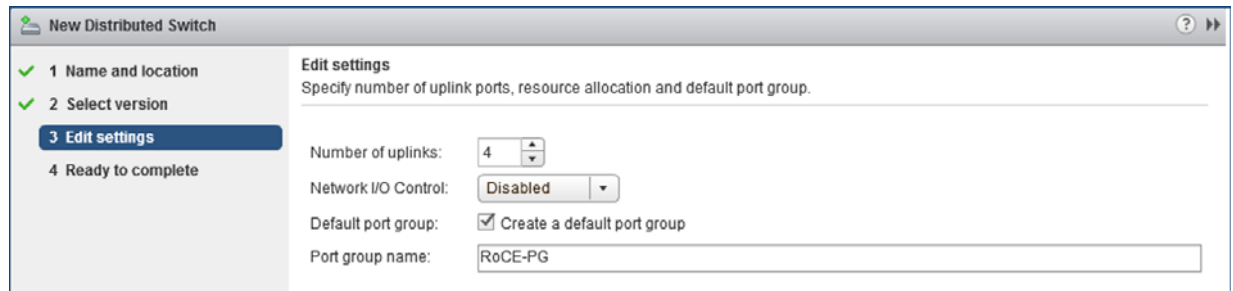 New Distributed Switch
?
1 Name and location
2 Select version
3 Edit settings
4 Ready to complete
Edit settings
Specify number of uplink ports, resource allocation and default port group.
Number of uplinks: 4
Network I/O Control: Disabled
Default port group: Create a default port group
Port group name: RoCE-PG